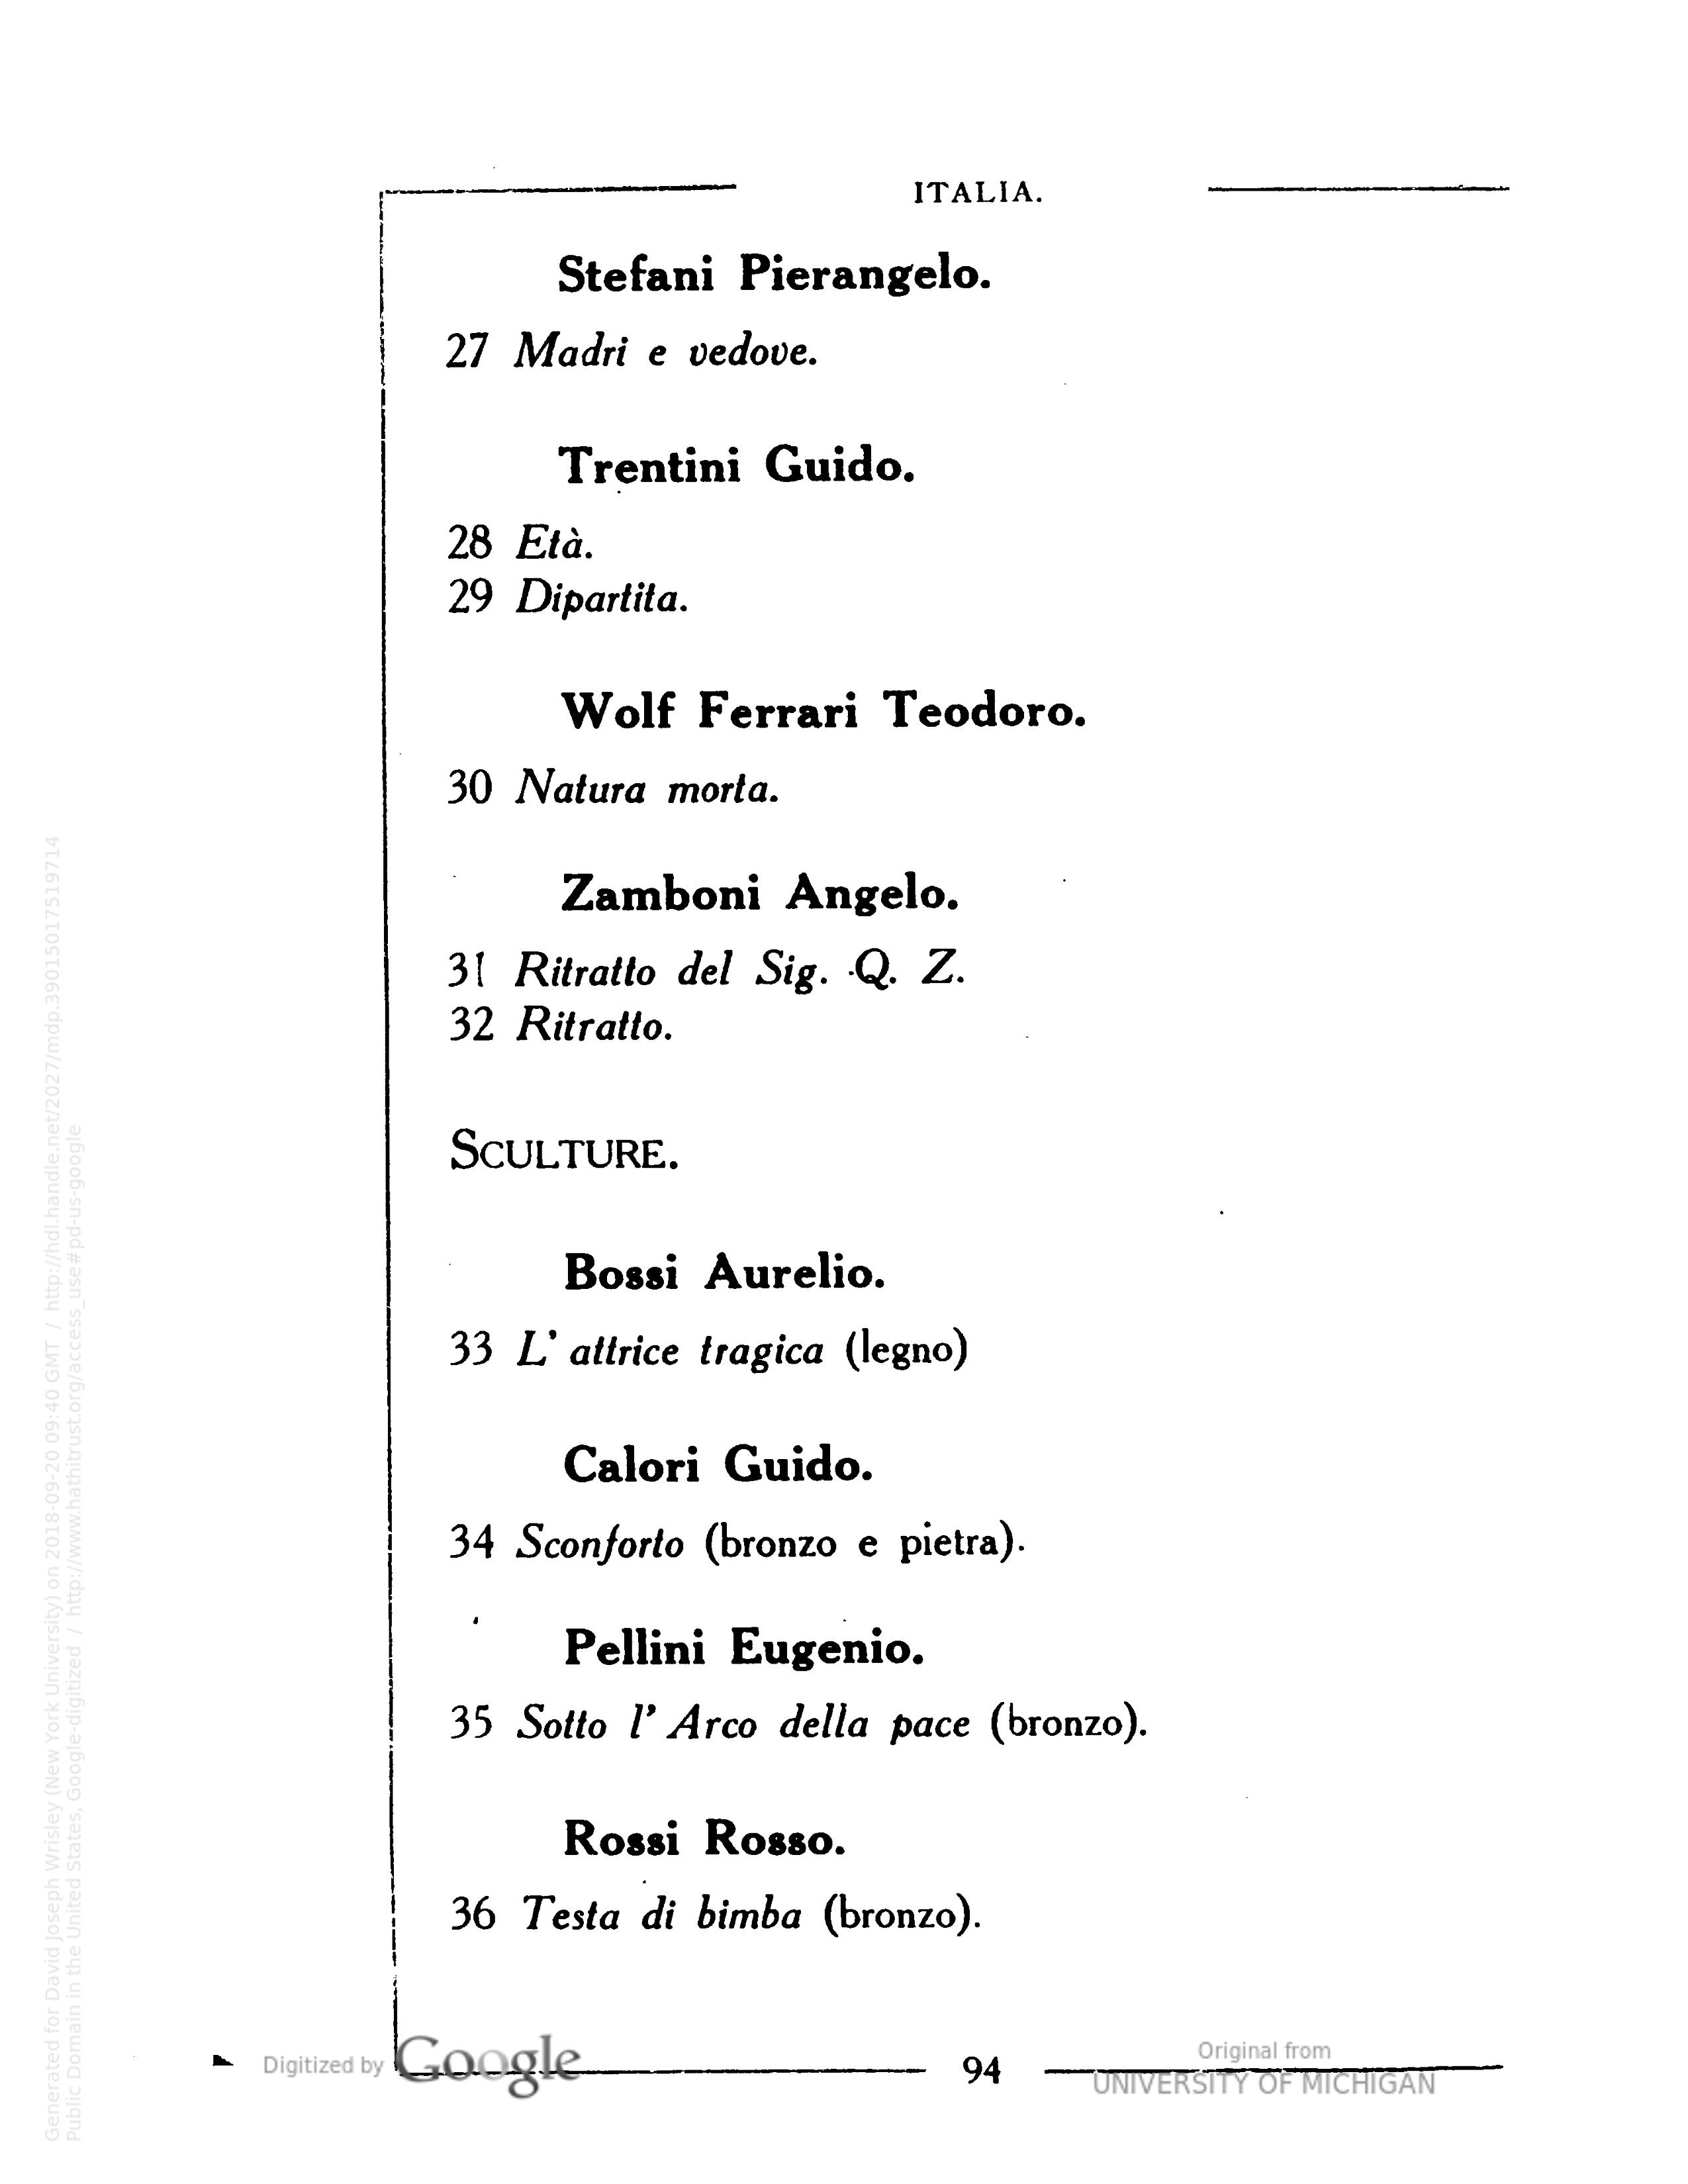 ITALIA.
Stefani Pierangelo.
27 Madri e vedove.
Trentini Guido.
28 Età.
29 Dipartita.
Wolf Ferrari Teodoro.
30 Natura morta.
Zamboni Angelo.
31 Ritratto del Sig. Q. Z.
32 Ritratto.
SCULTURE.
Bossi Aurelio.
33 L' attrice tragica (legno)
Calori Guido.
34 Sconforto (bronzo e pietra).
Pellini Eugenio.
35 Sotto l' Arco della pace (bronzo).
Rossi Rosso.
36 Testa di bimba (bronzo).
94
Digitized by Google
Original from
UNIVERSITY OF MICHIGAN
Generated for David Joseph Wrisley (New York University) on 2018-09-20 09:40 GMT / http://hdl.handle.net/2027/mdp.39015017519714
Public Domain in the United States, Google-digitized / http://www.hathitrust.org/access_use#pd-us-google